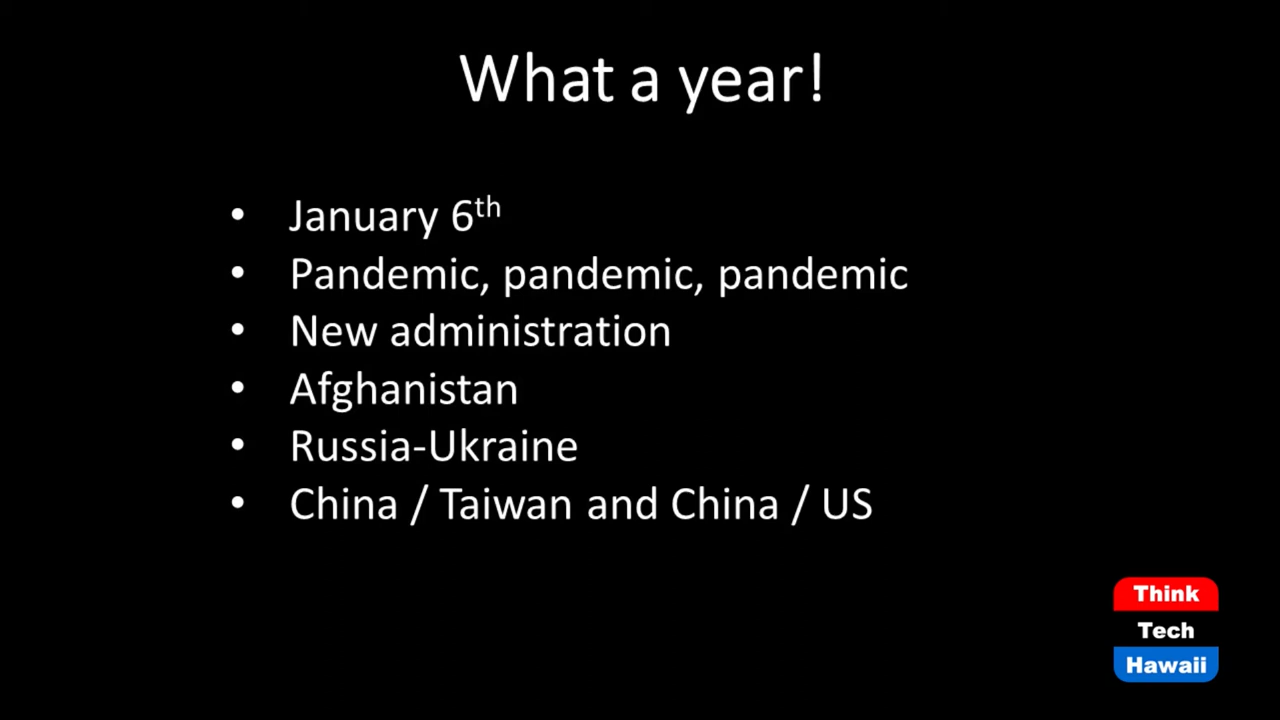 What a year!
• January 6th
• Pandemic, pandemic, pandemic
• New administration
• Afghanistan
• Russia-Ukraine
• China / Taiwan and China / US
Think
Tech
Hawaii